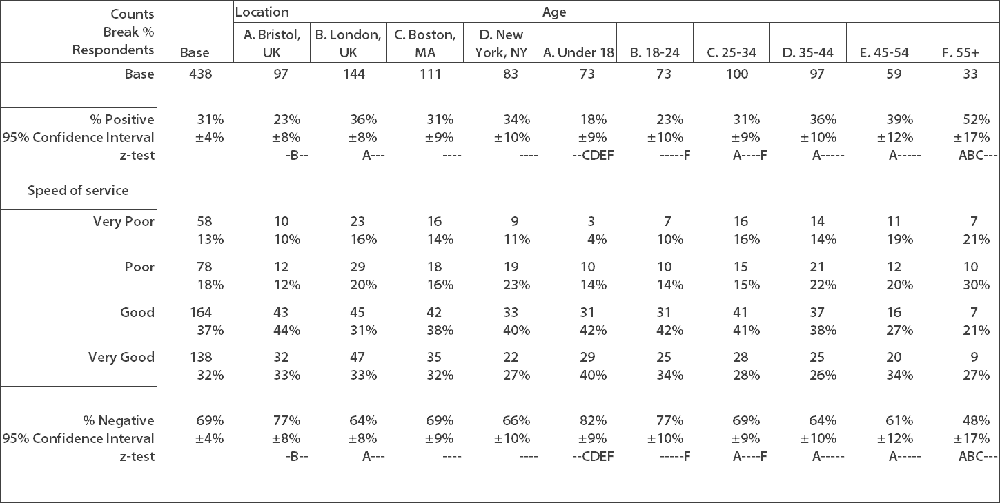 Counts Location Age
Break % A. Bristol, B. London, C. Boston, D. New
Respondents Base UK UK MA York, NY A. Under 18 B. 18-24 C. 25-34 D. 35-44 E. 45-54 F. 55+
Base 438 97 144 111 83 73 73 100 97 59 33
% Positive 31% 23% 36% 31% 34% 18% 23% 31% 36% 39% 52%
95% Confidence Interval ±4% ±8% ±8% ±9% ±10% ±9% ±10% ±9% ±10% ±12% ±17%
z-test -B-- A--- ---- ---- --CDEF -----F A----F A----- A----- ABC---
Speed of service
Very Poor 58 10 23 16 9 3 7 16 14 11 7
13% 10% 16% 14% 11% 4% 10% 16% 14% 19% 21%
Poor 78 12 29 18 19 10 10 15 21 12 10
18% 12% 20% 16% 23% 14% 14% 15% 22% 20% 30%
Good 164 43 45 42 33 31 31 41 37 16 7
37% 44% 31% 38% 40% 42% 42% 41% 38% 27% 21%
Very Good 138 32 47 35 22 29 25 28 25 20 9
32% 33% 33% 32% 27% 40% 34% 28% 26% 34% 27%
% Negative 69% 77% 64% 69% 66% 82% 77% 69% 64% 61% 48%
95% Confidence Interval ±4% ±8% ±8% ±9% ±10% ±9% ±10% ±9% ±10% ±12% ±17%
z-test -B-- A--- ---- ---- --CDEF -----F A----F A----- A----- ABC---